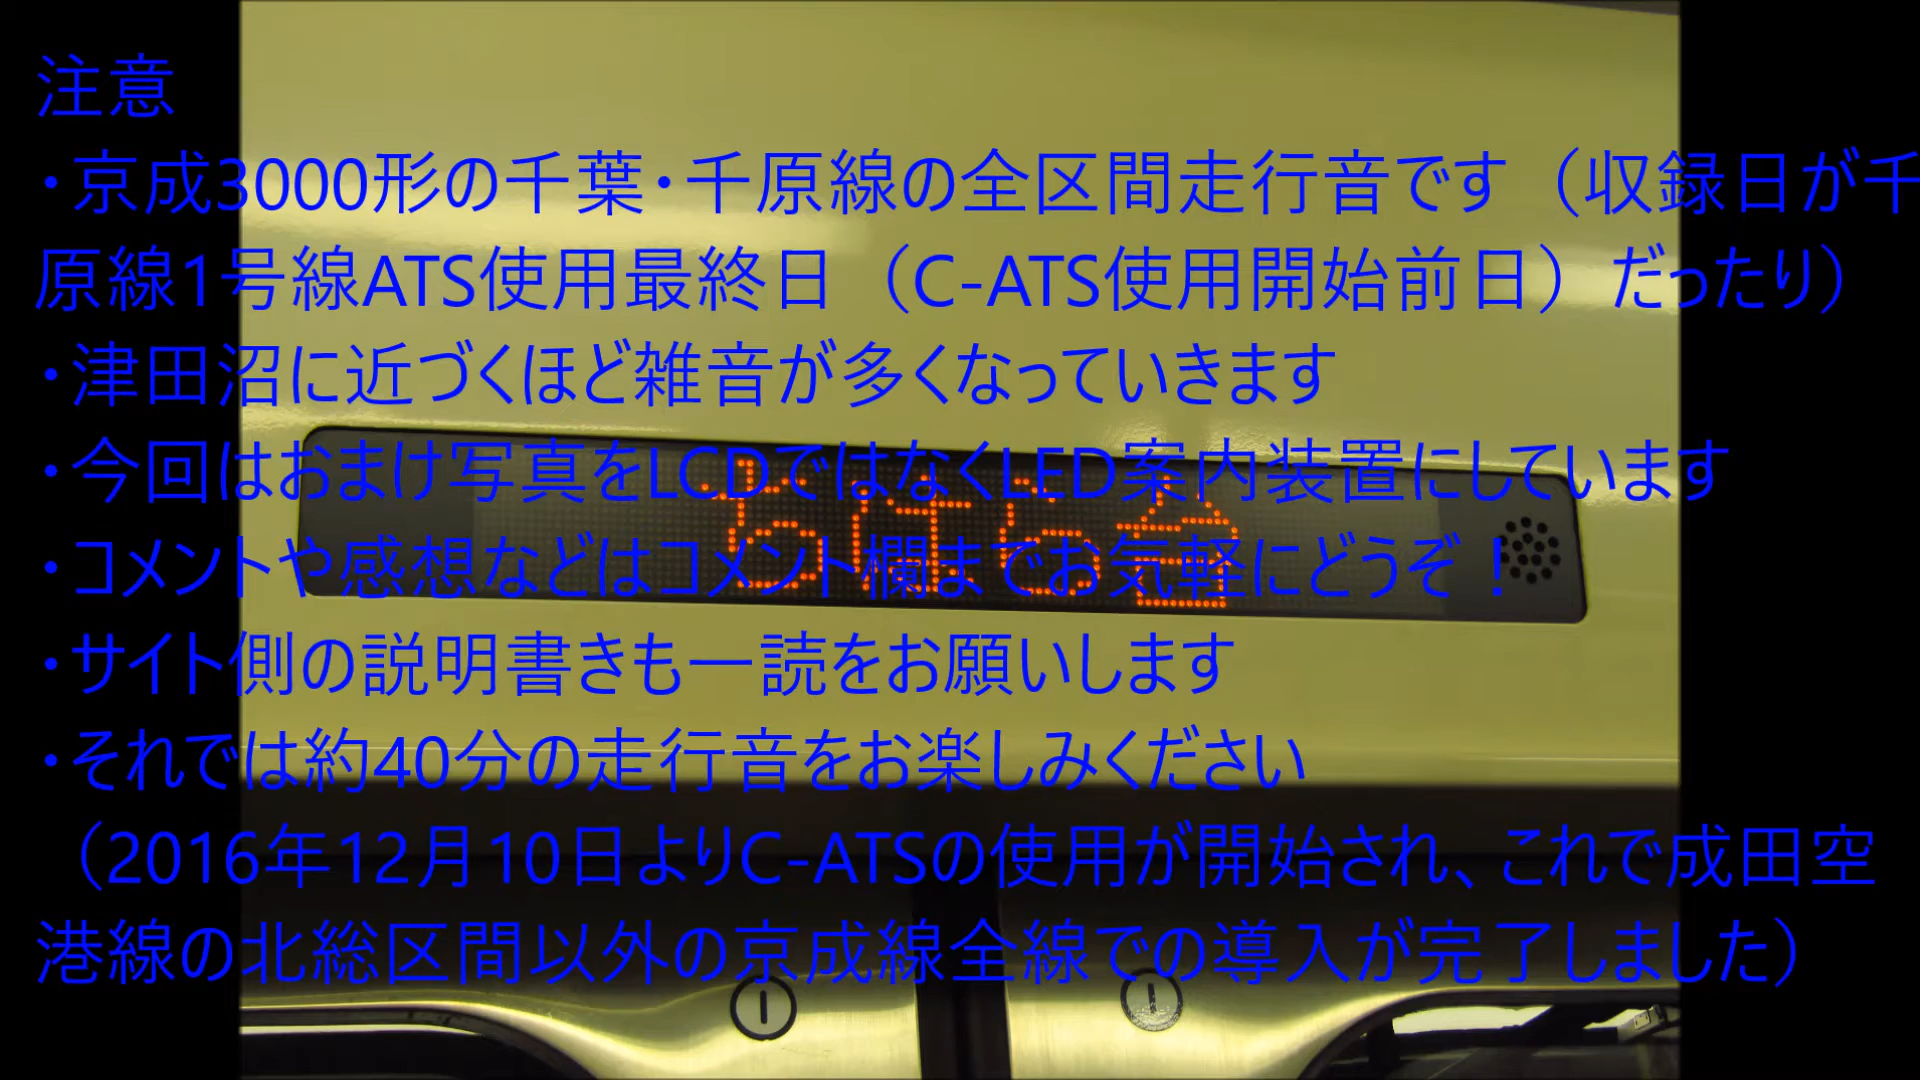 注意
・京成3000形の千葉・千原線の全区間走行音です（収録日が千
原線1号線ATS使用最終日（C-ATS使用開始前日）だったり）
・津田沼に近づくほど雑音が多くなっていきます
・今回はおまけ写真をLCDではなくLED案内装置にしています
ちはら台
・コメントや感想などはコメント欄までお気軽にどうぞ！
・サイト側の説明書きも一読をお願いします
・それでは約40分の走行音をお楽しみください
（2016年12月10日よりC-ATSの使用が開始され、これで成田空
港線の北総区間以外の京成線全線での導入が完了しました）